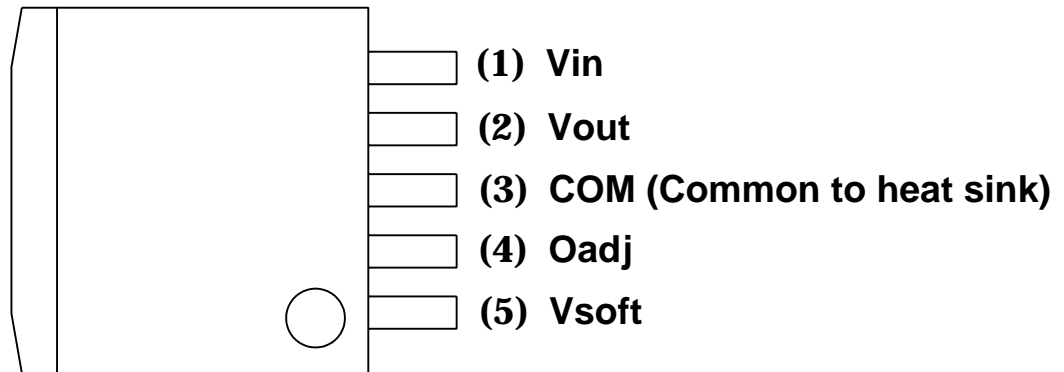 (1) Vin
(2) Vout
(3) COM (Common to heat sink)
(4) Oadj
(5) Vsoft